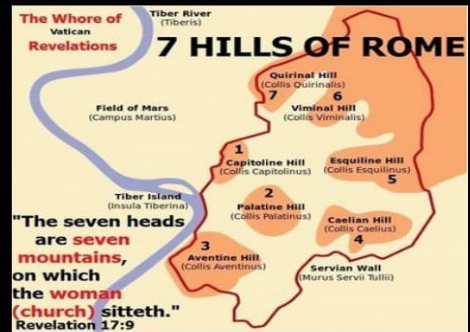 The Whore of
Vatican
Revelations
Tiber River
(Tiberis)
7 HILLS OF ROME
Quirinal Hill
(Collis Quirinalis)
7
6
Viminal Hill
(Collis Viminalis)
Field of Mars
(Campus Martius)
1
Capitoline Hill
(Collis Capitolinus)
Esquiline Hill
(Collis Esquilinus)
5
Tiber Island
(Insula Tiberina)
2
Palatine Hill
(Collis Palatinus)
Caelian Hill
(Collis Caelius)
4
3
Aventine Hill
(Collis Aventinus)
Servian Wall
(Murus Servii Tullii)
"The seven heads
are seven
mountains,
on which
the woman
(church) sitteth."
Revelation 17:9